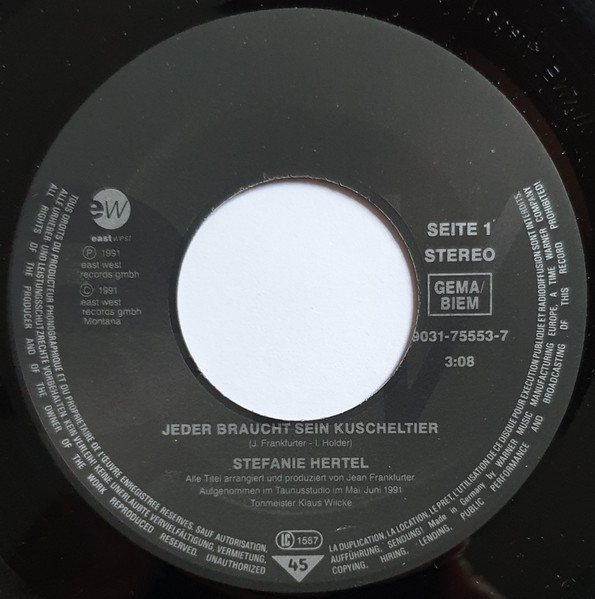 ew
eastwest
Ⓟ 1991
east west
records gmbh
© 1991
east west
records gmbh
Montana
SEITE 1
STEREO
GEMA/
BIEM
9031-75553-7
3:08
JEDER BRAUCHT SEIN KUSCHELTIER
(J. Frankfurter - I. Holder)
STEFANIE HERTEL
Alle Titel arrangiert und produziert von Jean Frankfurter.
Aufgenommen im Taunusstudio im Mai/Juni 1991
Tonmeister Klaus Wilcke
LC 1557
45
TOUS DROITS DU PRODUCTEUR PHONOGRAPHIQUE ET DU PROPRIETAIRE DE L'ŒUVRE ENREGISTREE RESERVES, SAUF AUTORISATION,
LA DUPLICATION, LA LOCATION, LE PRET, L'UTILISATION DE CE DISQUE POUR EXECUTION PUBLIQUE ET RADIODIFFUSION SONT INTERDITS.
ALLE URHEBER UND LEISTUNGSSCHUTZRECHTE VORBEHALTEN. KEIN VERLEIH! KEINE UNERLAUBTE VERVIELFÄLTIGUNG, VERMIETUNG,
AUFFÜHRUNG, SENDUNG! Made in Germany by WARNER MUSIC MANUFACTURING EUROPE, A TIME WARNER COMPANY.
ALL RIGHTS OF THE PRODUCER AND OF THE OWNER OF THE WORK REPRODUCED RESERVED. UNAUTHORIZED
COPYING, HIRING, LENDING, PUBLIC PERFORMANCE AND BROADCASTING OF THIS RECORD PROHIBITED!